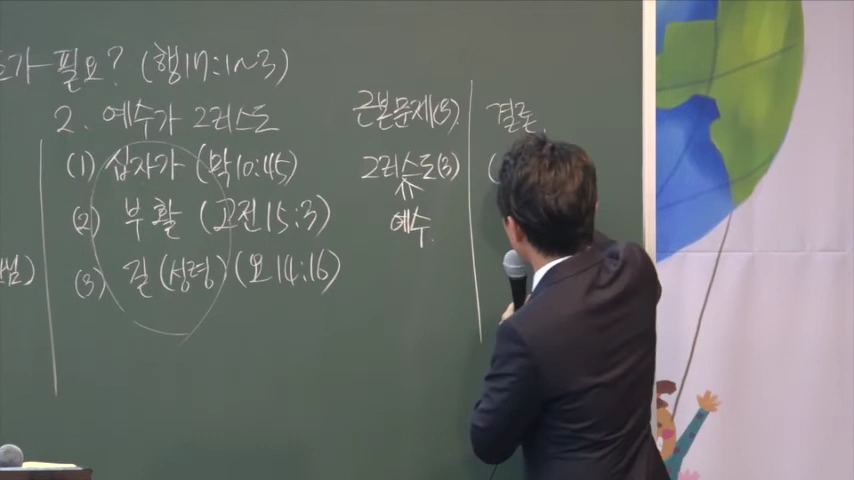 가 필요? (행17:1~3)
2. 예수가 그리스도
(1) 십자가 (막10:45)
(2) 부활 (고전15:3)
(3) 길 (성령) (요14:16)
근본문제(5)
그리스도(3)
예수.
결론.
(